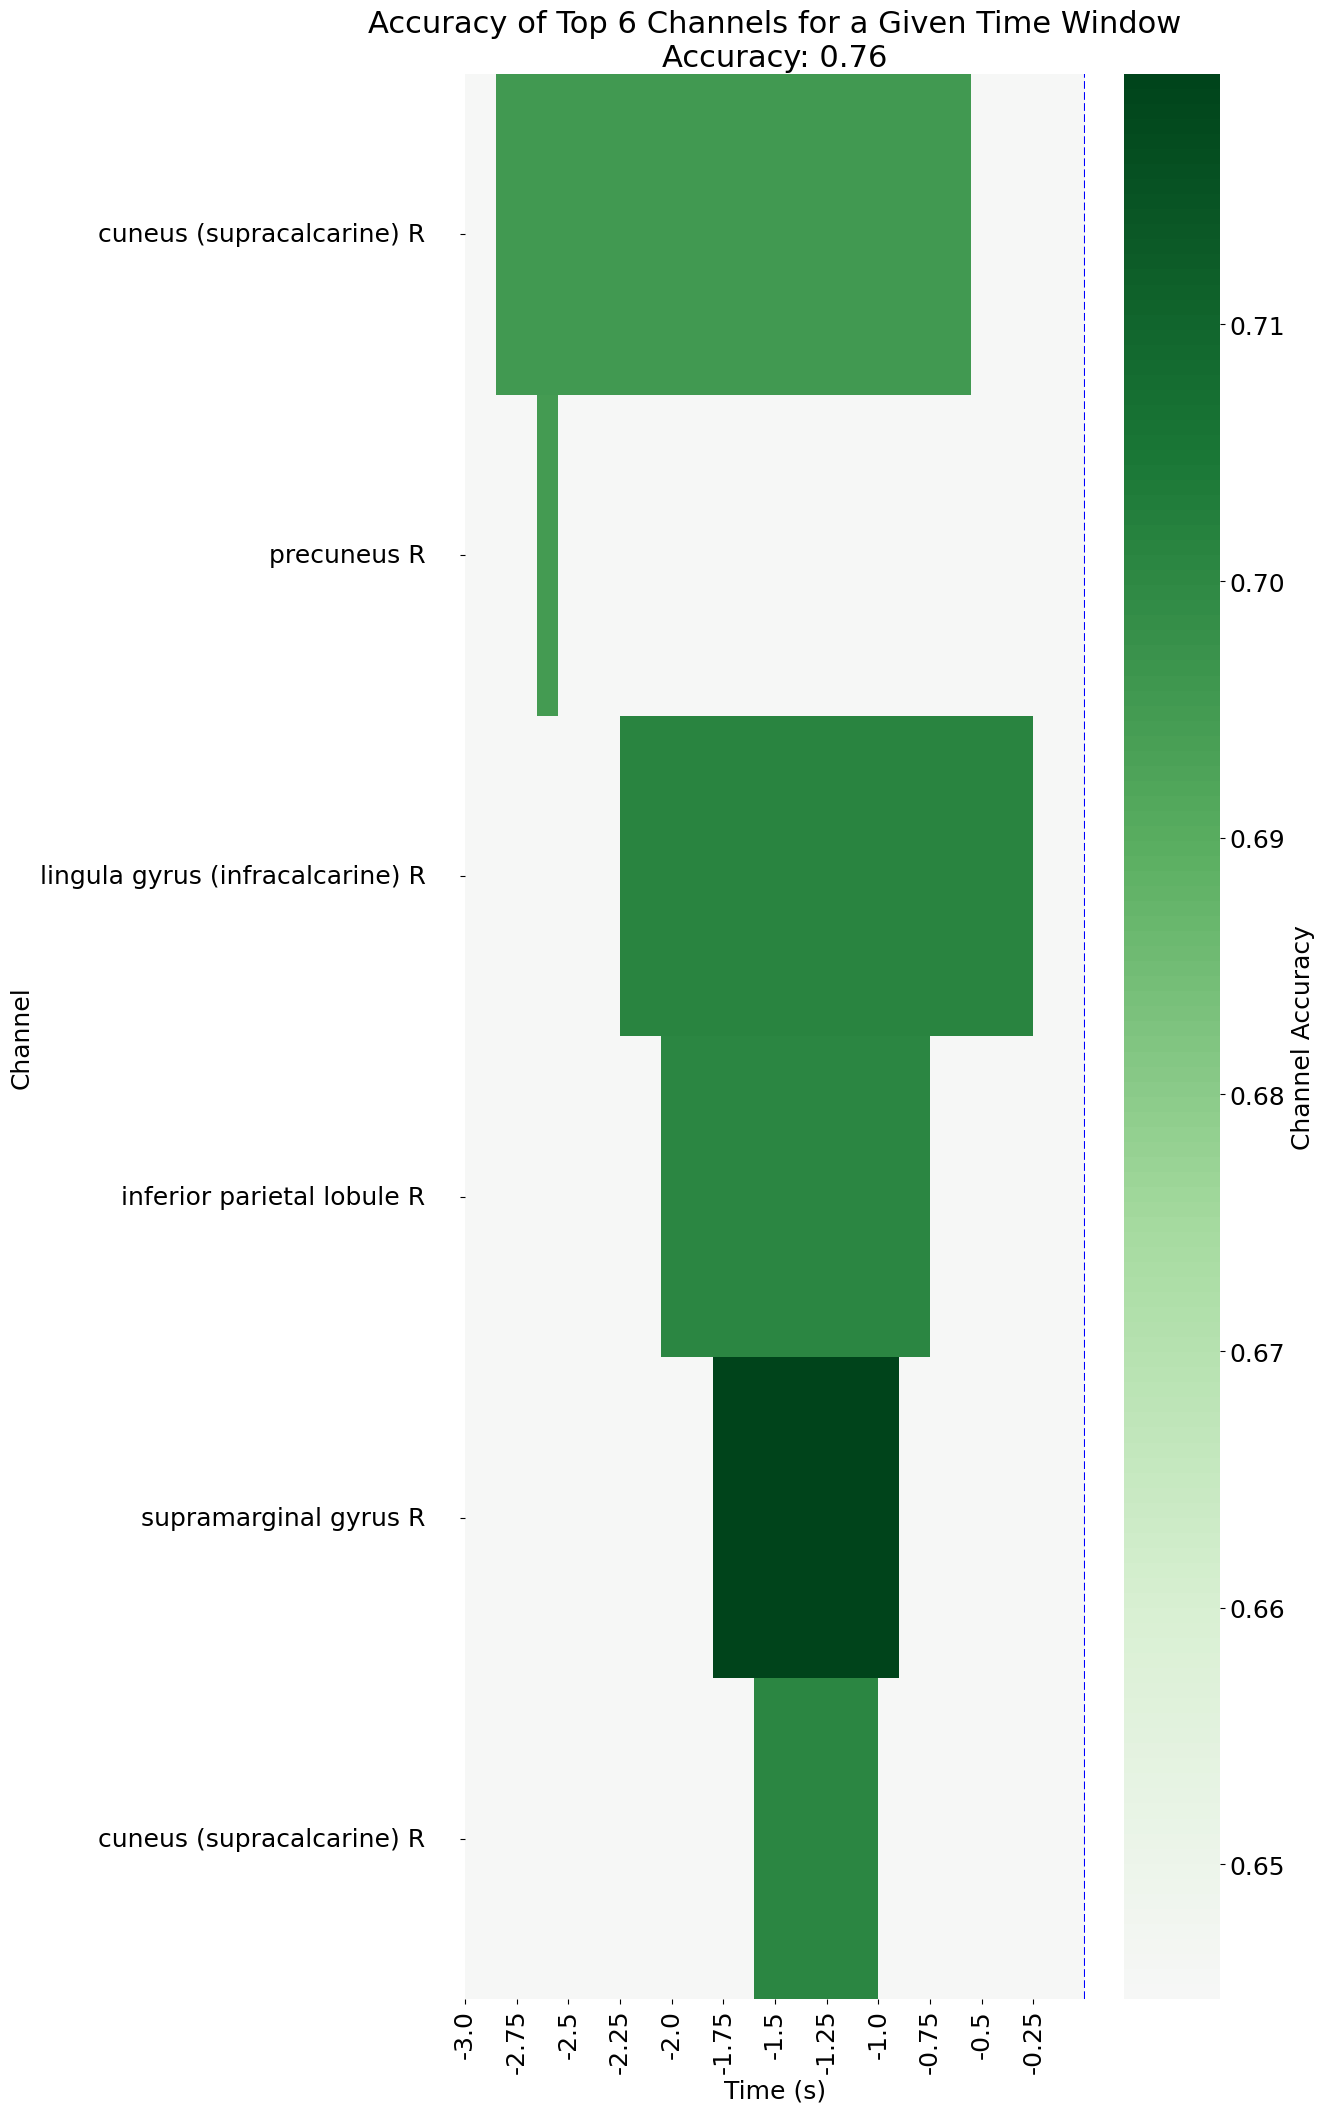 Accuracy of Top 6 Channels for a Given Time Window
Accuracy: 0.76
Channel
cuneus (supracalcarine) R
precuneus R
lingula gyrus (infracalcarine) R
inferior parietal lobule R
supramarginal gyrus R
cuneus (supracalcarine) R
-3.0
-2.75
-2.5
-2.25
-2.0
-1.75
-1.5
-1.25
-1.0
-0.75
-0.5
-0.25
Time (s)
0.71
0.70
0.69
0.68
0.67
0.66
0.65
Channel Accuracy